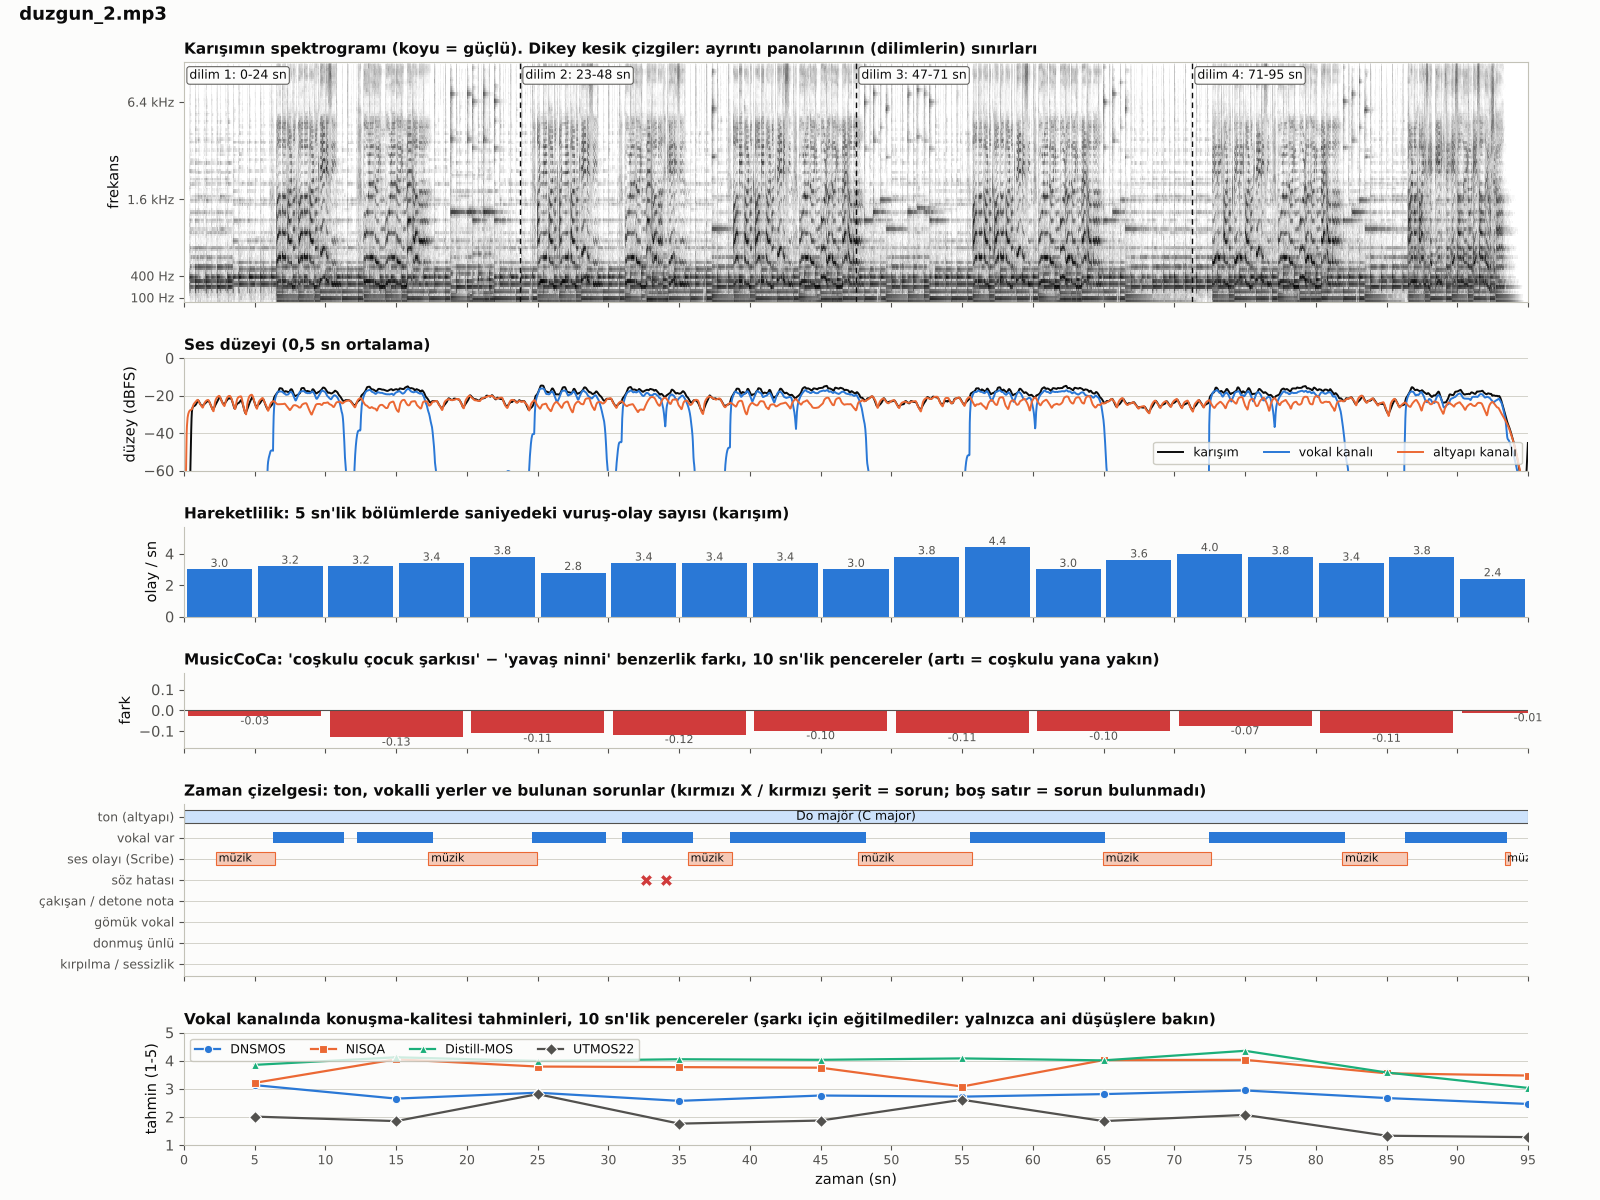 duzgun_2.mp3
Karışımın spektrogramı (koyu = güçlü). Dikey kesik çizgiler: ayrıntı panolarının (dilimlerin) sınırları
dilim 1: 0-24 sn
dilim 2: 23-48 sn
dilim 3: 47-71 sn
dilim 4: 71-95 sn
frekans
6.4 kHz
1.6 kHz
400 Hz
100 Hz
Ses düzeyi (0,5 sn ortalama)
düzey (dBFS)
0
−20
−40
−60
karışım
vokal kanalı
altyapı kanalı
Hareketlilik: 5 sn'lik bölümlerde saniyedeki vuruş-olay sayısı (karışım)
olay / sn
4
2
0
3.0 3.2 3.2 3.4 3.8 2.8 3.4 3.4 3.4 3.0 3.8 4.4 3.0 3.6 4.0 3.8 3.4 3.8 2.4
MusicCoCa: 'coşkulu çocuk şarkısı' − 'yavaş ninni' benzerlik farkı, 10 sn'lik pencereler (artı = coşkulu yana yakın)
fark
0.1
0.0
−0.1
-0.03 -0.13 -0.11 -0.12 -0.10 -0.11 -0.10 -0.07 -0.11 -0.01
Zaman çizelgesi: ton, vokalli yerler ve bulunan sorunlar (kırmızı X / kırmızı şerit = sorun; boş satır = sorun bulunmadı)
ton (altyapı)
Do majör (C major)
vokal var
ses olayı (Scribe)
müzik müzik müzik müzik müzik müzik müz
söz hatası
çakışan / detone nota
gömük vokal
donmuş ünlü
kırpılma / sessizlik
Vokal kanalında konuşma-kalitesi tahminleri, 10 sn'lik pencereler (şarkı için eğitilmediler: yalnızca ani düşüşlere bakın)
tahmin (1-5)
5
4
3
2
1
DNSMOS
NISQA
Distill-MOS
UTMOS22
0 5 10 15 20 25 30 35 40 45 50 55 60 65 70 75 80 85 90 95
zaman (sn)